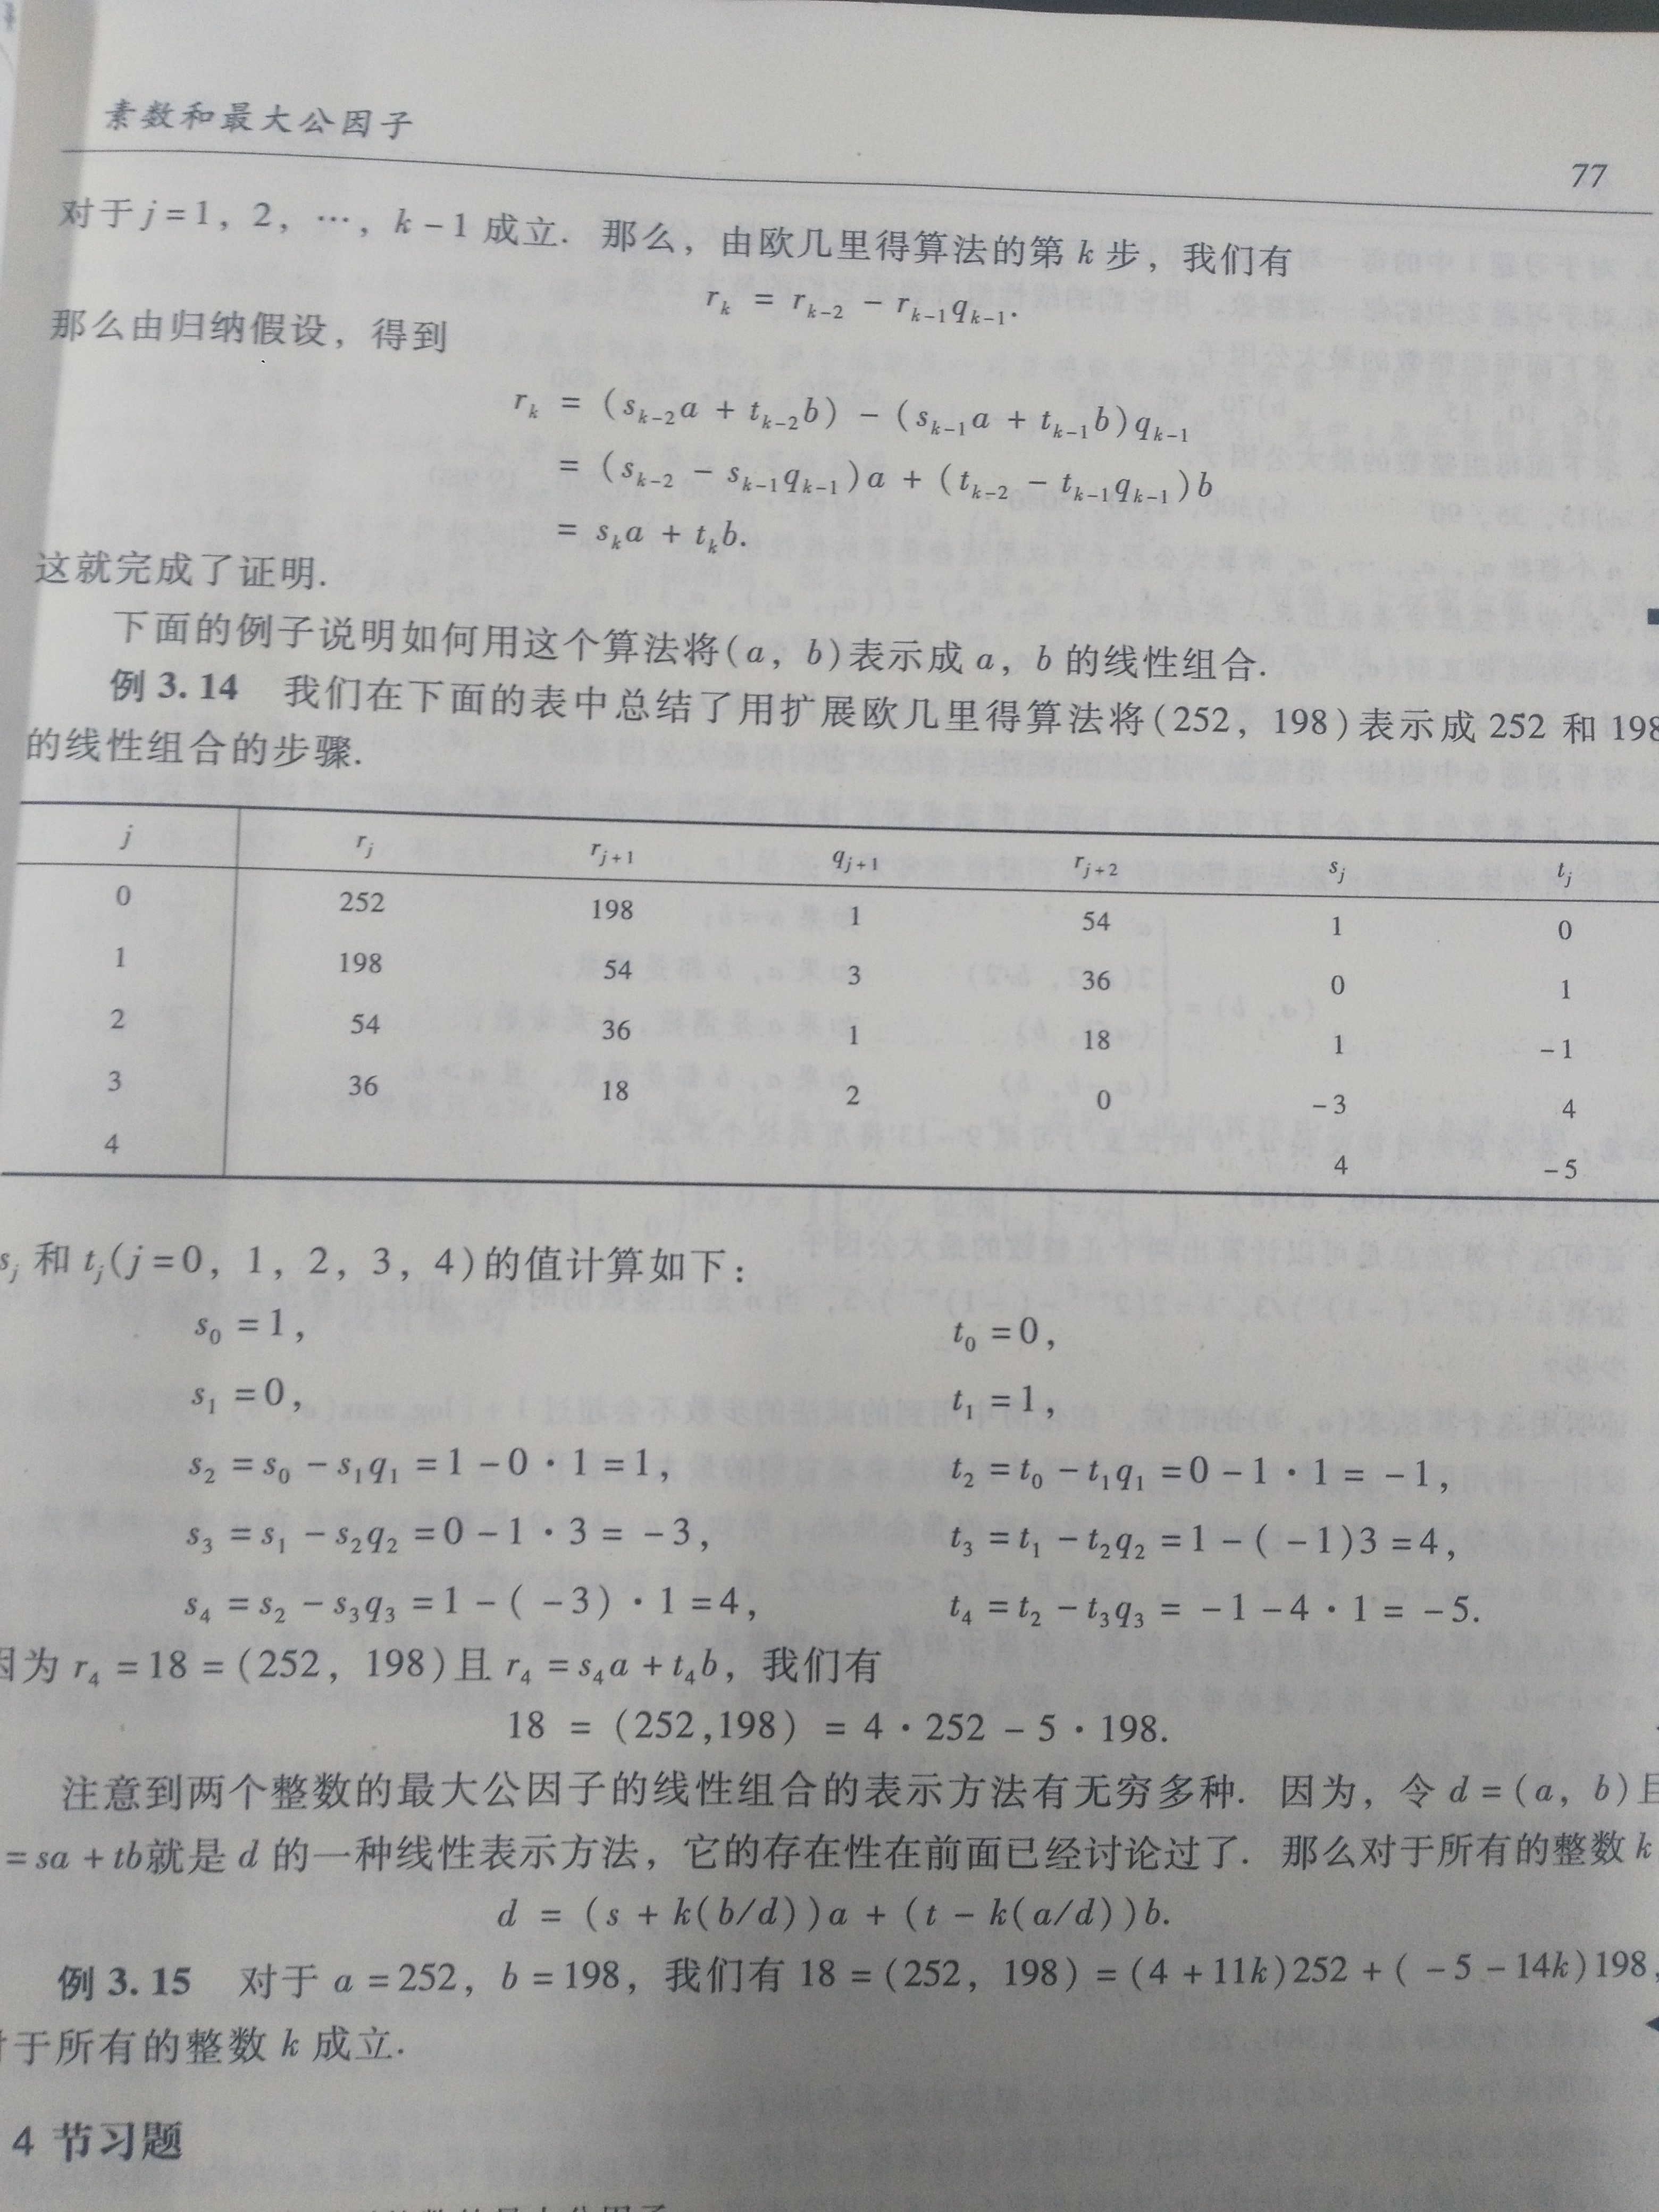 素数和最大公因子
77
对于j=1, 2, …, k-1 成立. 那么, 由欧几里得算法的第 k 步, 我们有
r_k = r_{k-2} - r_{k-1}q_{k-1}.
那么由归纳假设, 得到
r_k = (s_{k-2}a + t_{k-2}b) - (s_{k-1}a + t_{k-1}b)q_{k-1}
= (s_{k-2} - s_{k-1}q_{k-1})a + (t_{k-2} - t_{k-1}q_{k-1})b
= s_k a + t_k b.
这就完成了证明.
下面的例子说明如何用这个算法将(a, b)表示成 a, b 的线性组合.
例 3.14 我们在下面的表中总结了用扩展欧几里得算法将(252, 198)表示成 252 和 198
的线性组合的步骤.
j r_j r_{j+1} q_{j+1} r_{j+2} s_j t_j
0 252 198 1 54 1 0
1 198 54 3 36 0 1
2 54 36 1 18 1 -1
3 36 18 2 0 -3 4
4 4 -5
s_j 和 t_j(j=0, 1, 2, 3, 4)的值计算如下:
s_0 = 1, t_0 = 0,
s_1 = 0, t_1 = 1,
s_2 = s_0 - s_1q_1 = 1 - 0 · 1 = 1, t_2 = t_0 - t_1q_1 = 0 - 1 · 1 = -1,
s_3 = s_1 - s_2q_2 = 0 - 1 · 3 = -3, t_3 = t_1 - t_2q_2 = 1 - (-1)3 = 4,
s_4 = s_2 - s_3q_3 = 1 - (-3) · 1 = 4, t_4 = t_2 - t_3q_3 = -1 - 4 · 1 = -5.
因为 r_4 = 18 = (252, 198)且 r_4 = s_4a + t_4b, 我们有
18 = (252,198) = 4 · 252 - 5 · 198.
注意到两个整数的最大公因子的线性组合的表示方法有无穷多种. 因为, 令 d = (a, b)且
= sa + tb就是 d 的一种线性表示方法, 它的存在性在前面已经讨论过了. 那么对于所有的整数 k
d = (s + k(b/d))a + (t - k(a/d))b.
例 3.15 对于 a = 252, b = 198, 我们有 18 = (252, 198) = (4 + 11k)252 + (-5 - 14k)198,
对于所有的整数 k 成立.
4 节习题